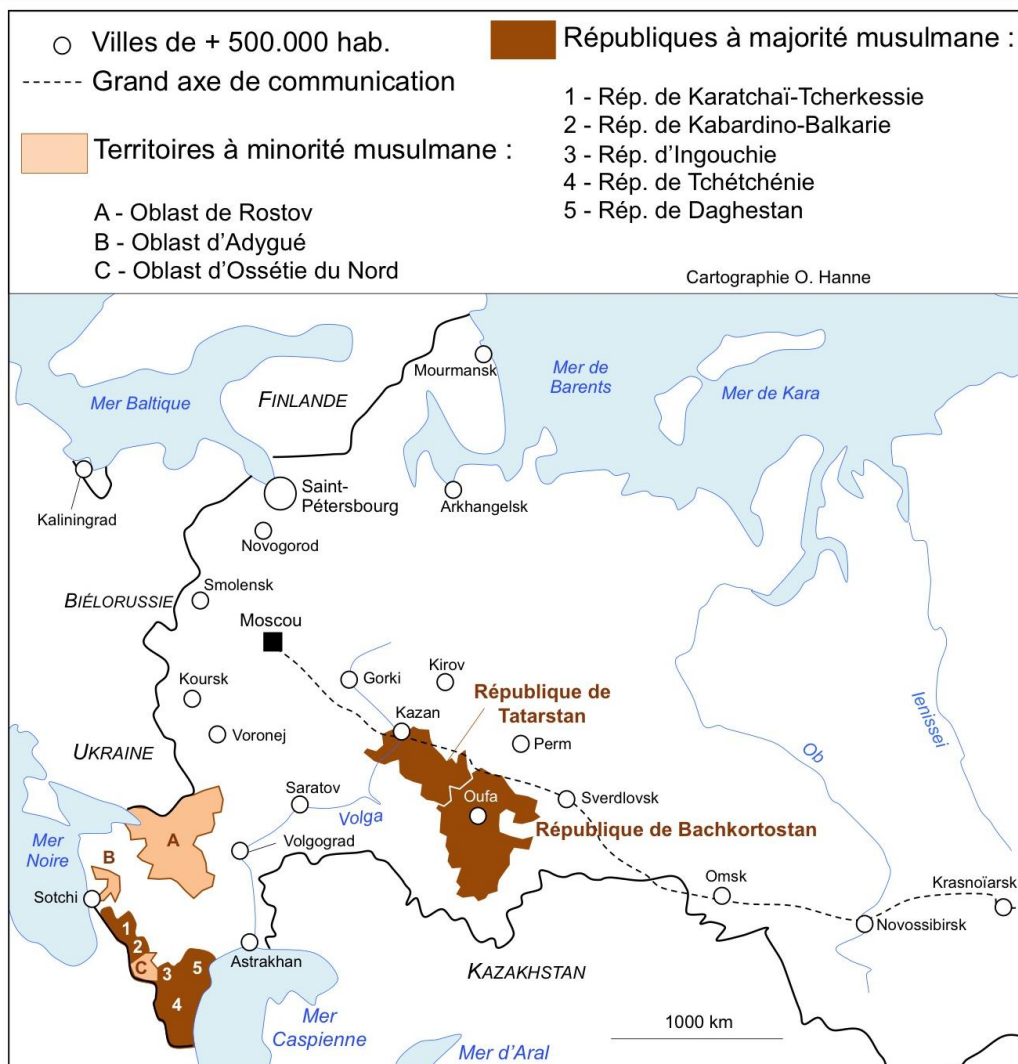 Villes de + 500.000 hab.
Grand axe de communication
Territoires à minorité musulmane :
A - Oblast de Rostov
B - Oblast d'Adygué
C - Oblast d'Ossétie du Nord
Républiques à majorité musulmane :
1 - Rép. de Karatchaï-Tcherkessie
2 - Rép. de Kabardino-Balkarie
3 - Rép. d'Ingouchie
4 - Rép. de Tchétchénie
5 - Rép. de Daghestan
Cartographie O. Hanne
Mourmansk
Mer de
Barents
Mer de Kara
Mer Baltique
FINLANDE
Kaliningrad
Saint-
Pétersbourg
Arkhangelsk
Novogorod
Smolensk
BIÉLORUSSIE
Moscou
Koursk
Gorki
Kirov
République de
Tatarstan
Kazan
Ienissei
Ob
UKRAINE
Voronej
Perm
Saratov
Volga
Oufa
Sverdlovsk
République de Bachkortostan
Mer
Noire
A
B
Volgograd
Sotchi
Omsk
Krasnoïarsk
Novossibirsk
1
2
C
3
5
4
Astrakhan
KAZAKHSTAN
Mer
Caspienne
1000 km
Mer d'Aral